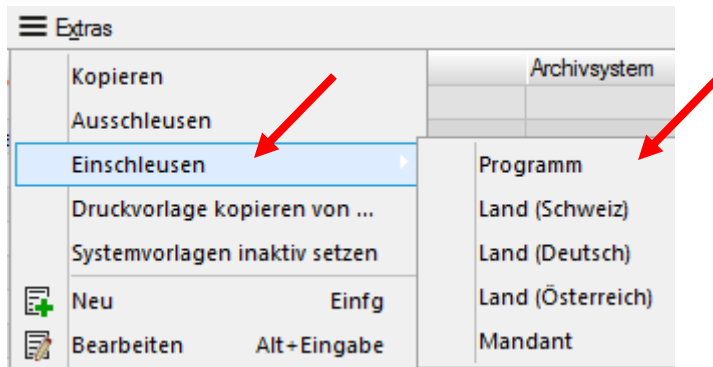 Extras
Kopieren
Archivsystem
Ausschleusen
Einschleusen
Programm
Druckvorlage kopieren von ...
Land (Schweiz)
Systemvorlagen inaktiv setzen
Land (Deutsch)
Neu Einfg
Land (Österreich)
Bearbeiten Alt+Eingabe
Mandant